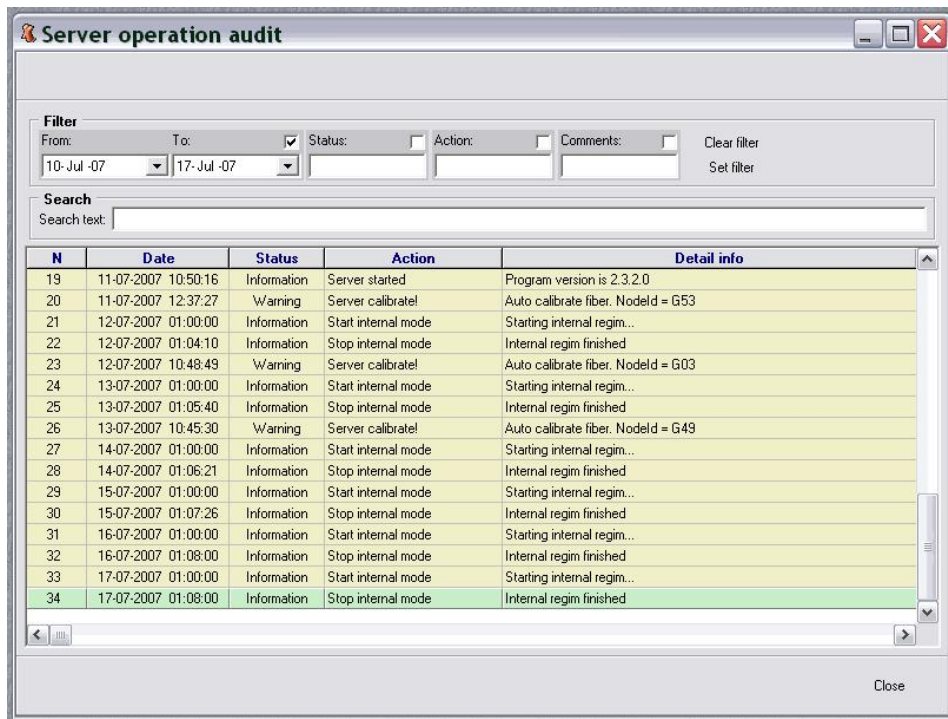 Server operation audit
Filter
From: To: Status: Action: Comments: Clear filter
10- Jul -07 17- Jul -07 Set filter
Search
Search text:
N Date Status Action Detail info
19 11-07-2007 10:50:16 Information Server started Program version is 2.3.2.0
20 11-07-2007 12:37:27 Warning Server calibrate! Auto calibrate fiber. NodeId = G53
21 12-07-2007 01:00:00 Information Start internal mode Starting internal regim...
22 12-07-2007 01:04:10 Information Stop internal mode Internal regim finished
23 12-07-2007 10:48:49 Warning Server calibrate! Auto calibrate fiber. NodeId = G03
24 13-07-2007 01:00:00 Information Start internal mode Starting internal regim...
25 13-07-2007 01:05:40 Information Stop internal mode Internal regim finished
26 13-07-2007 10:45:30 Warning Server calibrate! Auto calibrate fiber. NodeId = G49
27 14-07-2007 01:00:00 Information Start internal mode Starting internal regim...
28 14-07-2007 01:06:21 Information Stop internal mode Internal regim finished
29 15-07-2007 01:00:00 Information Start internal mode Starting internal regim...
30 15-07-2007 01:07:26 Information Stop internal mode Internal regim finished
31 16-07-2007 01:00:00 Information Start internal mode Starting internal regim...
32 16-07-2007 01:08:00 Information Stop internal mode Internal regim finished
33 17-07-2007 01:00:00 Information Start internal mode Starting internal regim...
34 17-07-2007 01:08:00 Information Stop internal mode Internal regim finished
Close